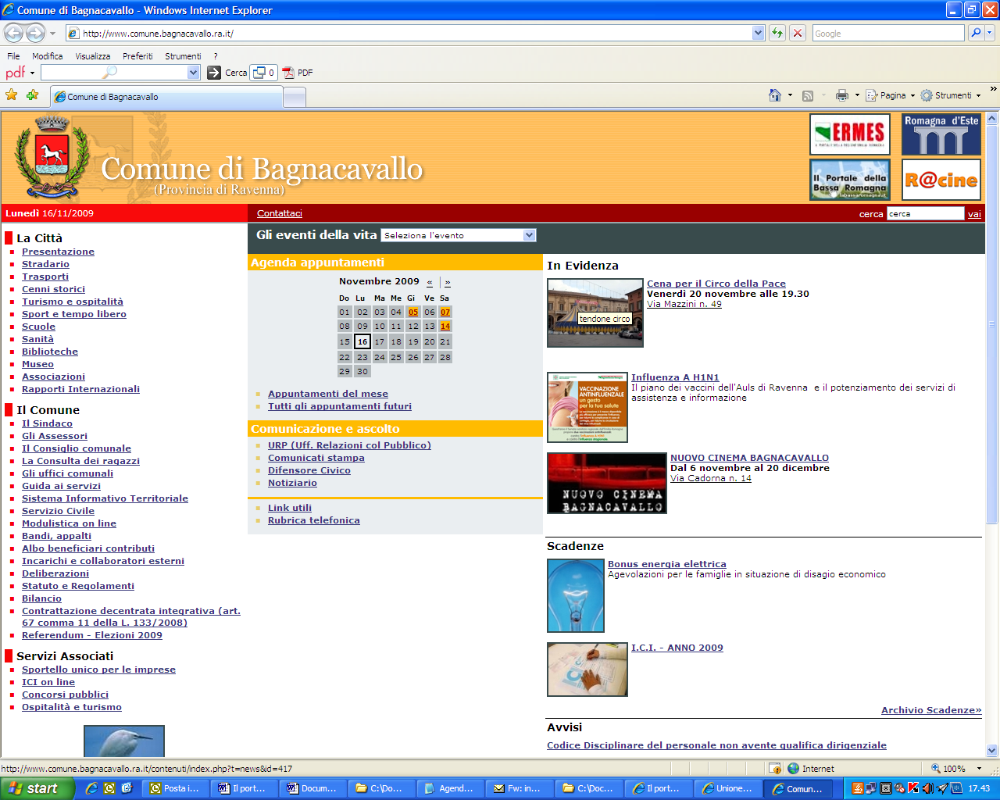 Comune di Bagnacavallo - Windows Internet Explorer
http://www.comune.bagnacavallo.ra.it/
Google
File Modifica Visualizza Preferiti Strumenti ?
pdf Cerca 0 PDF
Comune di Bagnacavallo
Pagina Strumenti
Comune di Bagnacavallo
(Provincia di Ravenna)
ERMES
Romagna d'Este
Il Portale della
Bassa Romagna
R@cine
Lunedì 16/11/2009
Contattaci
cerca cerca vai
La Città
Presentazione
Stradario
Trasporti
Cenni storici
Turismo e ospitalità
Sport e tempo libero
Scuole
Sanità
Biblioteche
Museo
Associazioni
Rapporti Internazionali
Il Comune
Il Sindaco
Gli Assessori
Il Consiglio comunale
La Consulta dei ragazzi
Gli uffici comunali
Guida ai servizi
Sistema Informativo Territoriale
Servizio Civile
Modulistica on line
Bandi, appalti
Albo beneficiari contributi
Incarichi e collaboratori esterni
Deliberazioni
Statuto e Regolamenti
Bilancio
Contrattazione decentrata integrativa (art.
67 comma 11 della L. 133/2008)
Referendum - Elezioni 2009
Servizi Associati
Sportello unico per le imprese
ICI on line
Concorsi pubblici
Ospitalità e turismo
Gli eventi della vita Seleziona l'evento
Agenda appuntamenti
Novembre 2009 « | »
Do Lu Ma Me Gi Ve Sa
01 02 03 04 05 06 07
08 09 10 11 12 13 14
15 16 17 18 19 20 21
22 23 24 25 26 27 28
29 30
Appuntamenti del mese
Tutti gli appuntamenti futuri
Comunicazione e ascolto
URP (Uff. Relazioni col Pubblico)
Comunicati stampa
Difensore Civico
Notiziario
Link utili
Rubrica telefonica
In Evidenza
Cena per il Circo della Pace
Venerdì 20 novembre alle 19.30
Via Mazzini n. 49
tendone circo
VACCINAZIONE
ANTINFLUENZALE
un gesto
per la tua salute
Influenza A H1N1
Il piano dei vaccini dell'Auls di Ravenna e il potenziamento dei servizi di
assistenza e informazione
NUOVO CINEMA
BAGNACAVALLO
NUOVO CINEMA BAGNACAVALLO
Dal 6 novembre al 20 dicembre
Via Cadorna n. 14
Scadenze
Bonus energia elettrica
Agevolazioni per le famiglie in situazione di disagio economico
I.C.I. - ANNO 2009
Archivio Scadenze»
Avvisi
Codice Disciplinare del personale non avente qualifica dirigenziale
http://www.comune.bagnacavallo.ra.it/contenuti/index.php?t=news&id=417
Internet 100%
start Posta i... Il port... Docum... C:\Do... Agend... Fw: in... C:\Doc... Il port... Unione... Comun... 17.43